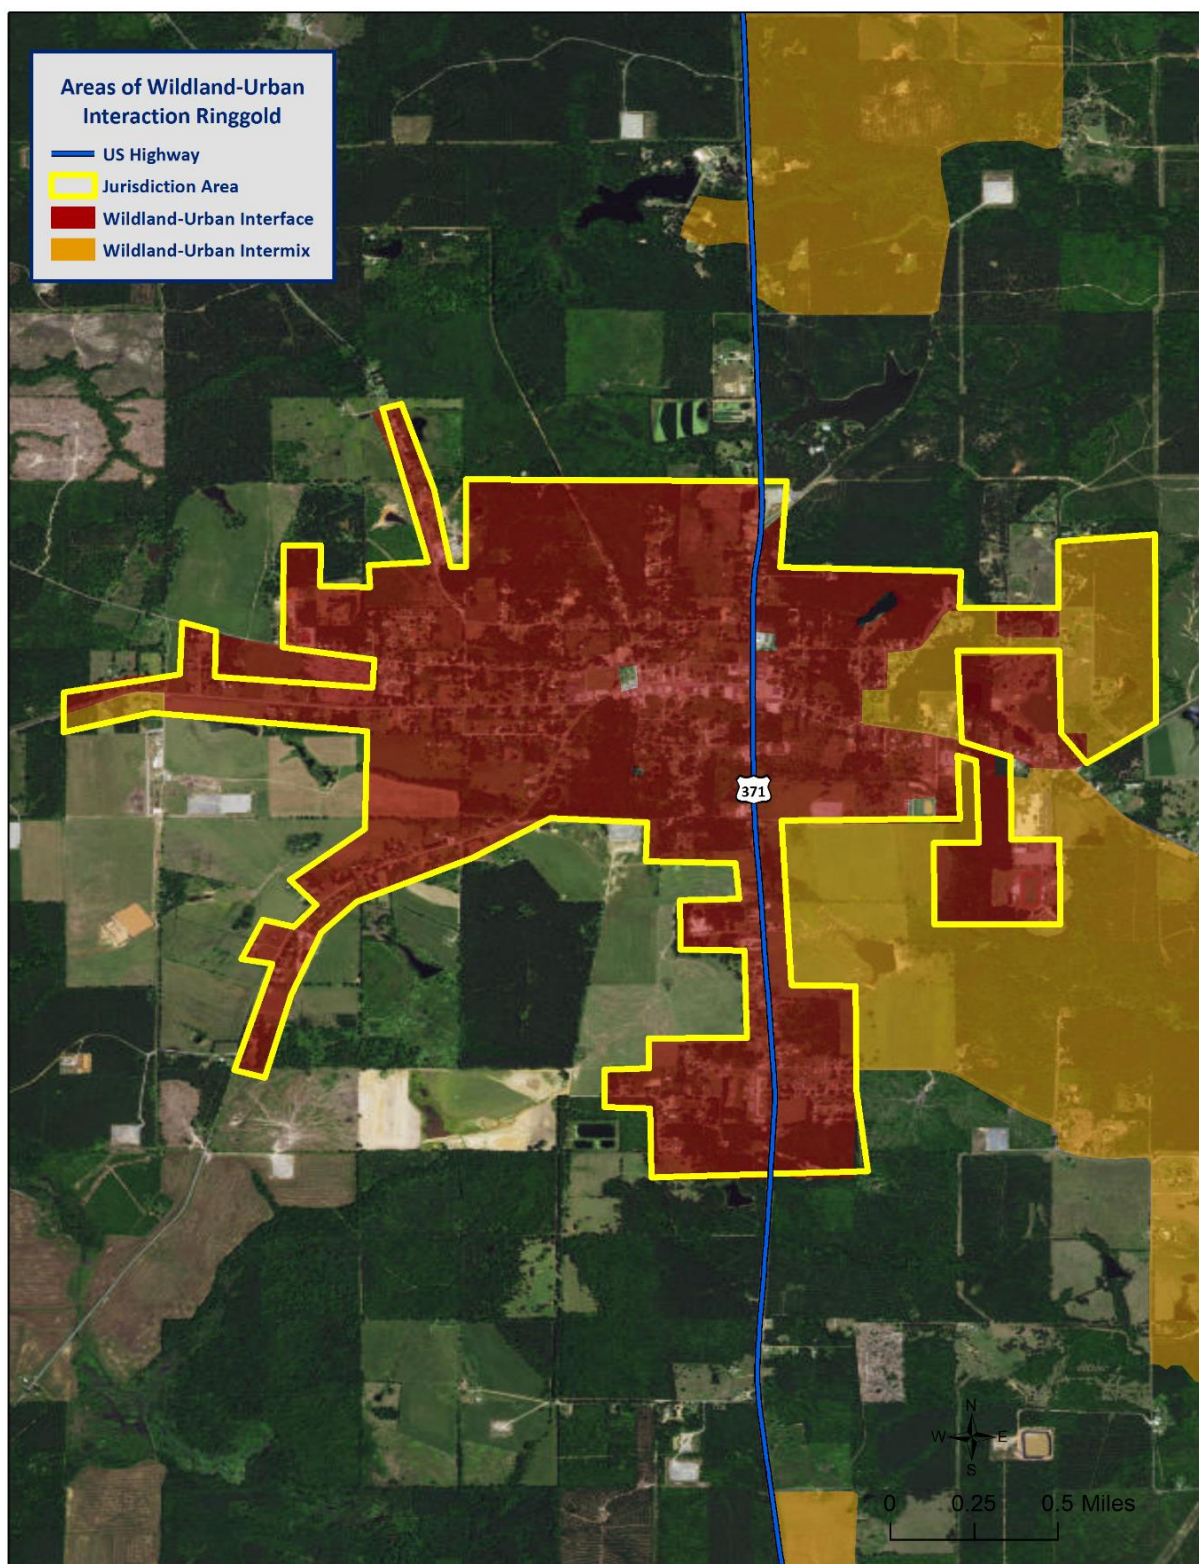 Areas of Wildland-Urban
Interaction Ringgold
US Highway
Jurisdiction Area
Wildland-Urban Interface
Wildland-Urban Intermix
371
N
W E
S
0 0.25 0.5 Miles